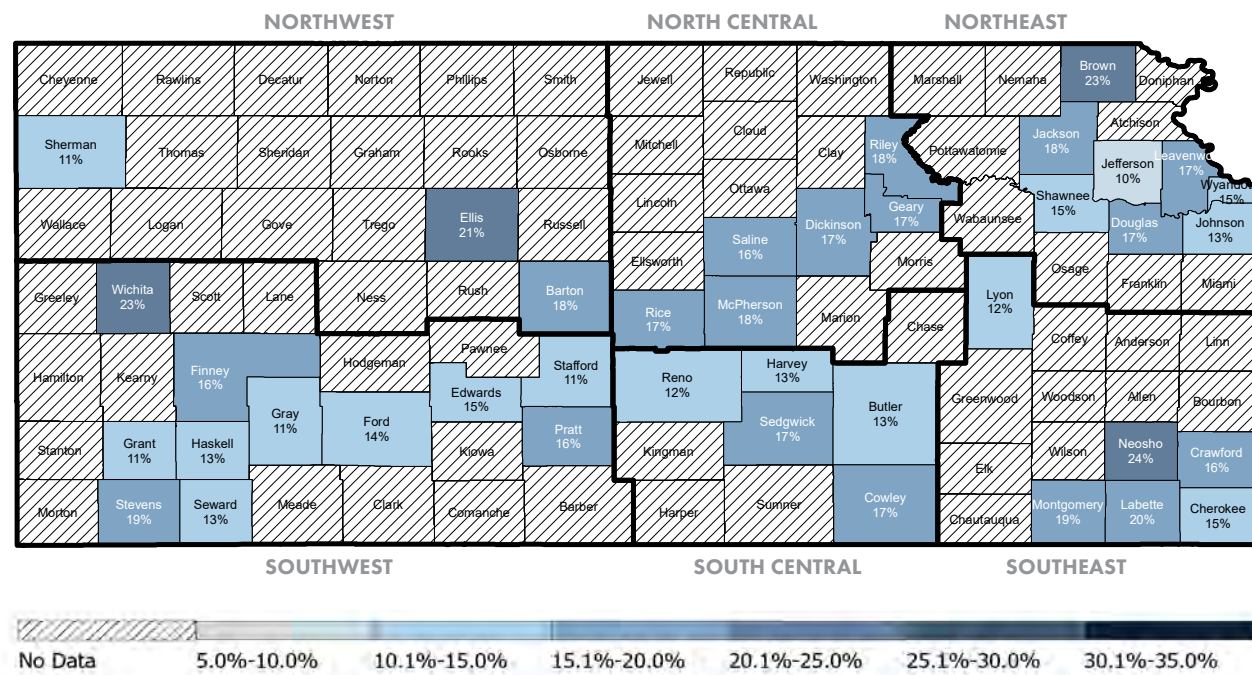 NORTHWEST NORTH CENTRAL NORTHEAST
Cheyenne Rawlins Decatur Norton Phillips Smith Jewell Republic Washington Marshall Nemaha Brown
23% Doniphan
Sherman
11% Thomas Sheridan Graham Rooks Osborne Mitchell Cloud Clay Riley
18% Pottawatomie Jackson
18% Atchison
Jefferson
10% Leavenwo
17%
Wyando
15%
Wallace Logan Gove Trego Ellis
21% Russell Lincoln Ottawa
Saline
16% Dickinson
17% Geary
17% Wabaunsee Shawnee
15% Douglas
17% Johnson
13%
Greeley Wichita
23% Scott Lane Ness Rush Barton
18% Ellsworth
Rice
17% McPherson
18% Marion Morris
Chase Lyon
12% Osage Franklin Miami
Hamilton Kearny Finney
16% Hodgeman Pawnee
Edwards
15% Stafford
11% Reno
12% Harvey
13% Coffey Anderson Linn
Gray
11% Ford
14% Pratt
16% Sedgwick
17% Butler
13% Greenwood Woodson Allen Bourbon
Stanton Grant
11% Haskell
13% Kiowa Kingman Elk Wilson Neosho
24% Crawford
16%
Morton Stevens
19% Seward
13% Meade Clark Comanche Barber Harper Sumner Cowley
17% Chautauqua Montgomery
19% Labette
20% Cherokee
15%
SOUTHWEST SOUTH CENTRAL SOUTHEAST
No Data 5.0%-10.0% 10.1%-15.0% 15.1%-20.0% 20.1%-25.0% 25.1%-30.0% 30.1%-35.0%